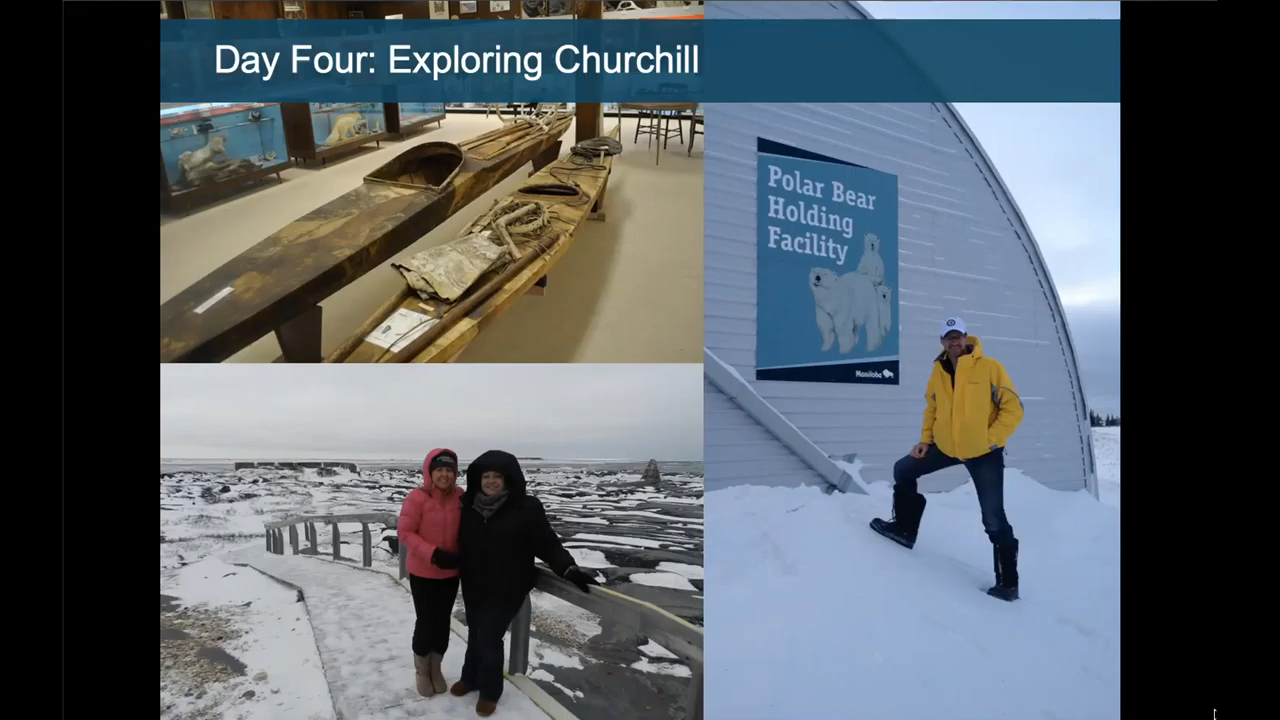 Day Four: Exploring Churchill
Polar Bear
Holding
Facility
Manitoba